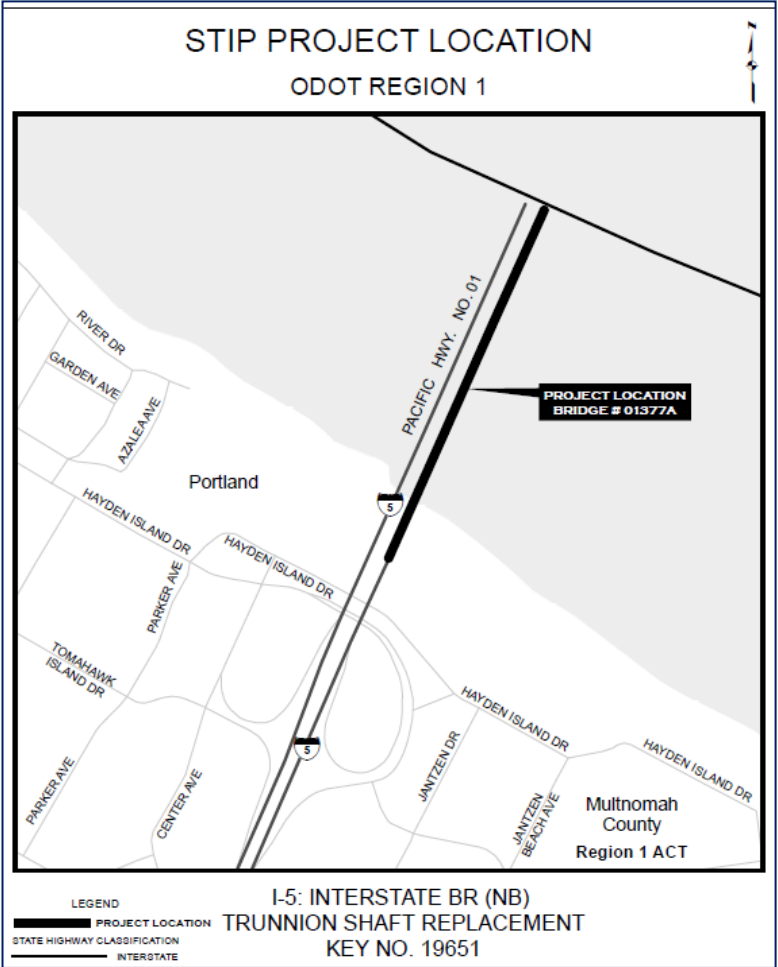 STIP PROJECT LOCATION
ODOT REGION 1
N
PACIFIC HWY. NO. 01
RIVER DR
GARDEN AVE
AZALEA AVE
PROJECT LOCATION
BRIDGE # 01377A
Portland
5
HAYDEN ISLAND DR
HAYDEN ISLAND DR
PARKER AVE
TOMAHAWK
ISLAND DR
HAYDEN ISLAND DR
HAYDEN ISLAND DR
5
JANTZEN DR
PARKER AVE
CENTER AVE
JANTZEN
BEACH AVE
Multnomah
County
Region 1 ACT
LEGEND
PROJECT LOCATION
STATE HIGHWAY CLASSIFICATION
INTERSTATE
I-5: INTERSTATE BR (NB)
TRUNNION SHAFT REPLACEMENT
KEY NO. 19651